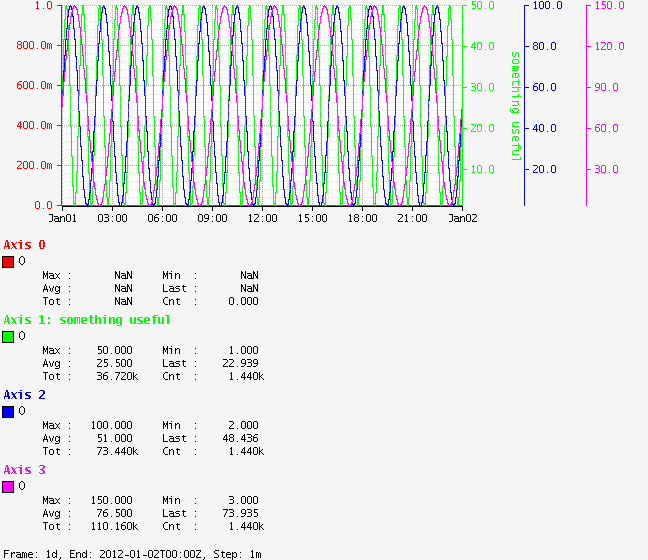 1.0
800.0m
600.0m
400.0m
200.0m
0.0
50.0
40.0
30.0
20.0
10.0
something useful
100.0
80.0
60.0
40.0
20.0
150.0
120.0
90.0
60.0
30.0
Jan01 03:00 06:00 09:00 12:00 15:00 18:00 21:00 Jan02
Axis 0
0
Max : NaN Min : NaN
Avg : NaN Last : NaN
Tot : NaN Cnt : 0.000
Axis 1: something useful
0
Max : 50.000 Min : 1.000
Avg : 25.500 Last : 22.939
Tot : 36.720k Cnt : 1.440k
Axis 2
0
Max : 100.000 Min : 2.000
Avg : 51.000 Last : 48.436
Tot : 73.440k Cnt : 1.440k
Axis 3
0
Max : 150.000 Min : 3.000
Avg : 76.500 Last : 73.935
Tot : 110.160k Cnt : 1.440k
Frame: 1d, End: 2012-01-02T00:00Z, Step: 1m